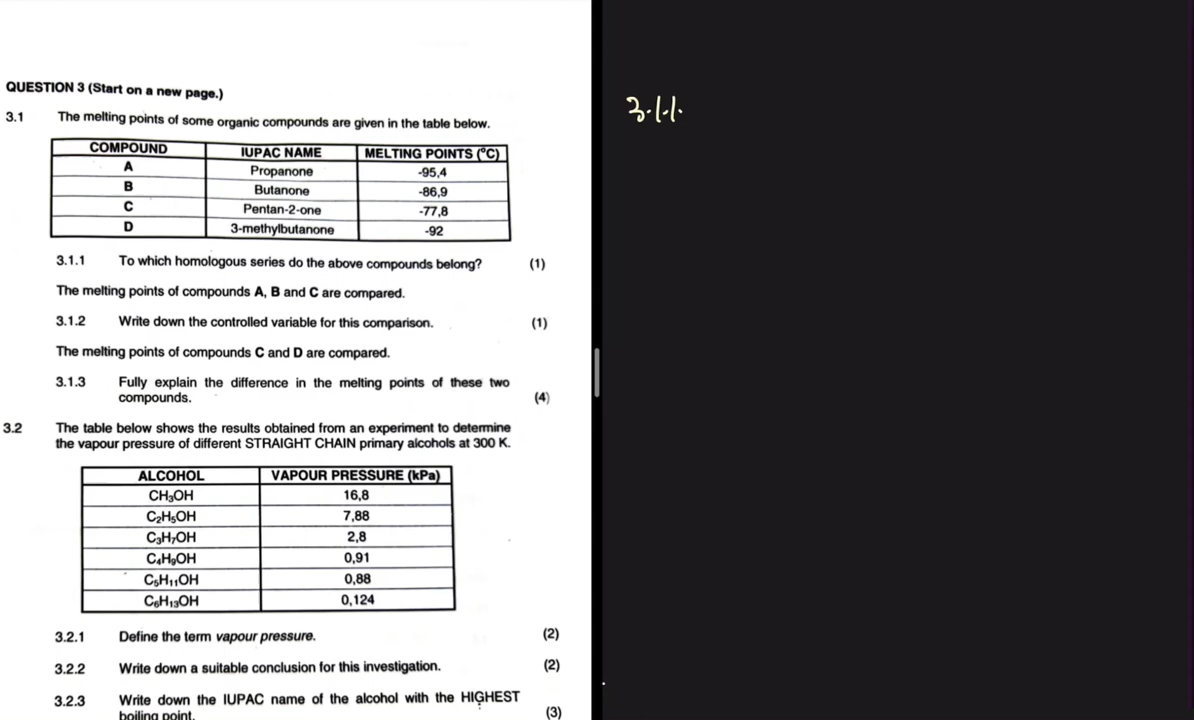 QUESTION 3 (Start on a new page.)
3.1 The melting points of some organic compounds are given in the table below.
COMPOUND IUPAC NAME MELTING POINTS (°C)
A Propanone -95,4
B Butanone -86,9
C Pentan-2-one -77,8
D 3-methylbutanone -92
3.1.1 To which homologous series do the above compounds belong? (1)
The melting points of compounds A, B and C are compared.
3.1.2 Write down the controlled variable for this comparison. (1)
The melting points of compounds C and D are compared.
3.1.3 Fully explain the difference in the melting points of these two
compounds. (4)
3.2 The table below shows the results obtained from an experiment to determine
the vapour pressure of different STRAIGHT CHAIN primary alcohols at 300 K.
ALCOHOL VAPOUR PRESSURE (kPa)
CH₃OH 16,8
C₂H₅OH 7,88
C₃H₇OH 2,8
C₄H₉OH 0,91
C₅H₁₁OH 0,88
C₆H₁₃OH 0,124
3.2.1 Define the term vapour pressure. (2)
3.2.2 Write down a suitable conclusion for this investigation. (2)
3.2.3 Write down the IUPAC name of the alcohol with the HIGHEST
boiling point. (3)
3.1.1.